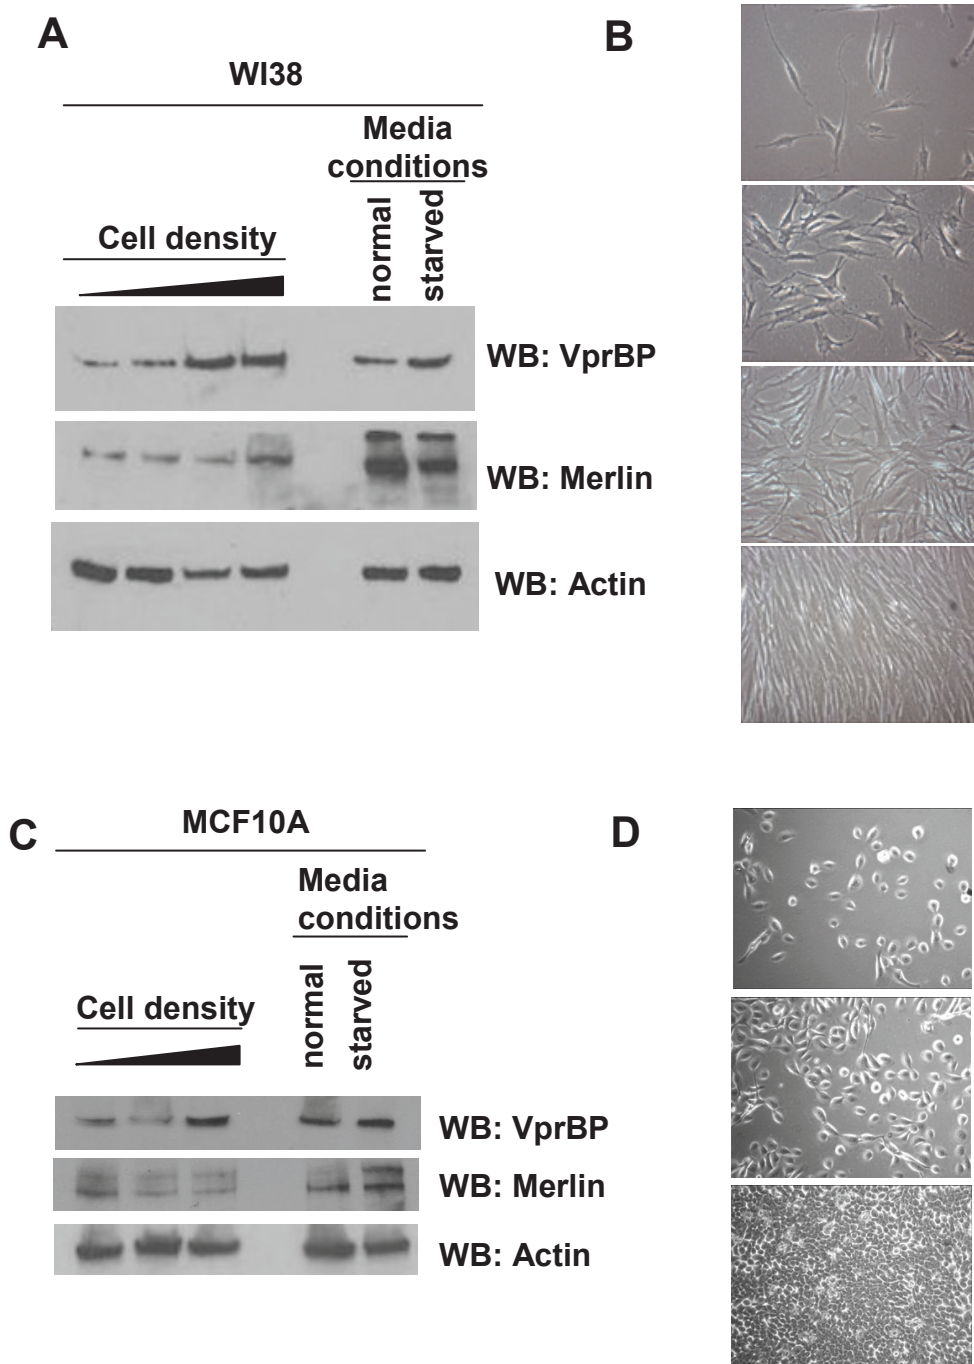 A
WI38
Media
conditions
normal
starved
Cell density
WB: VprBP
WB: Merlin
WB: Actin
B
C
MCF10A
Media
conditions
normal
starved
Cell density
WB: VprBP
WB: Merlin
WB: Actin
D